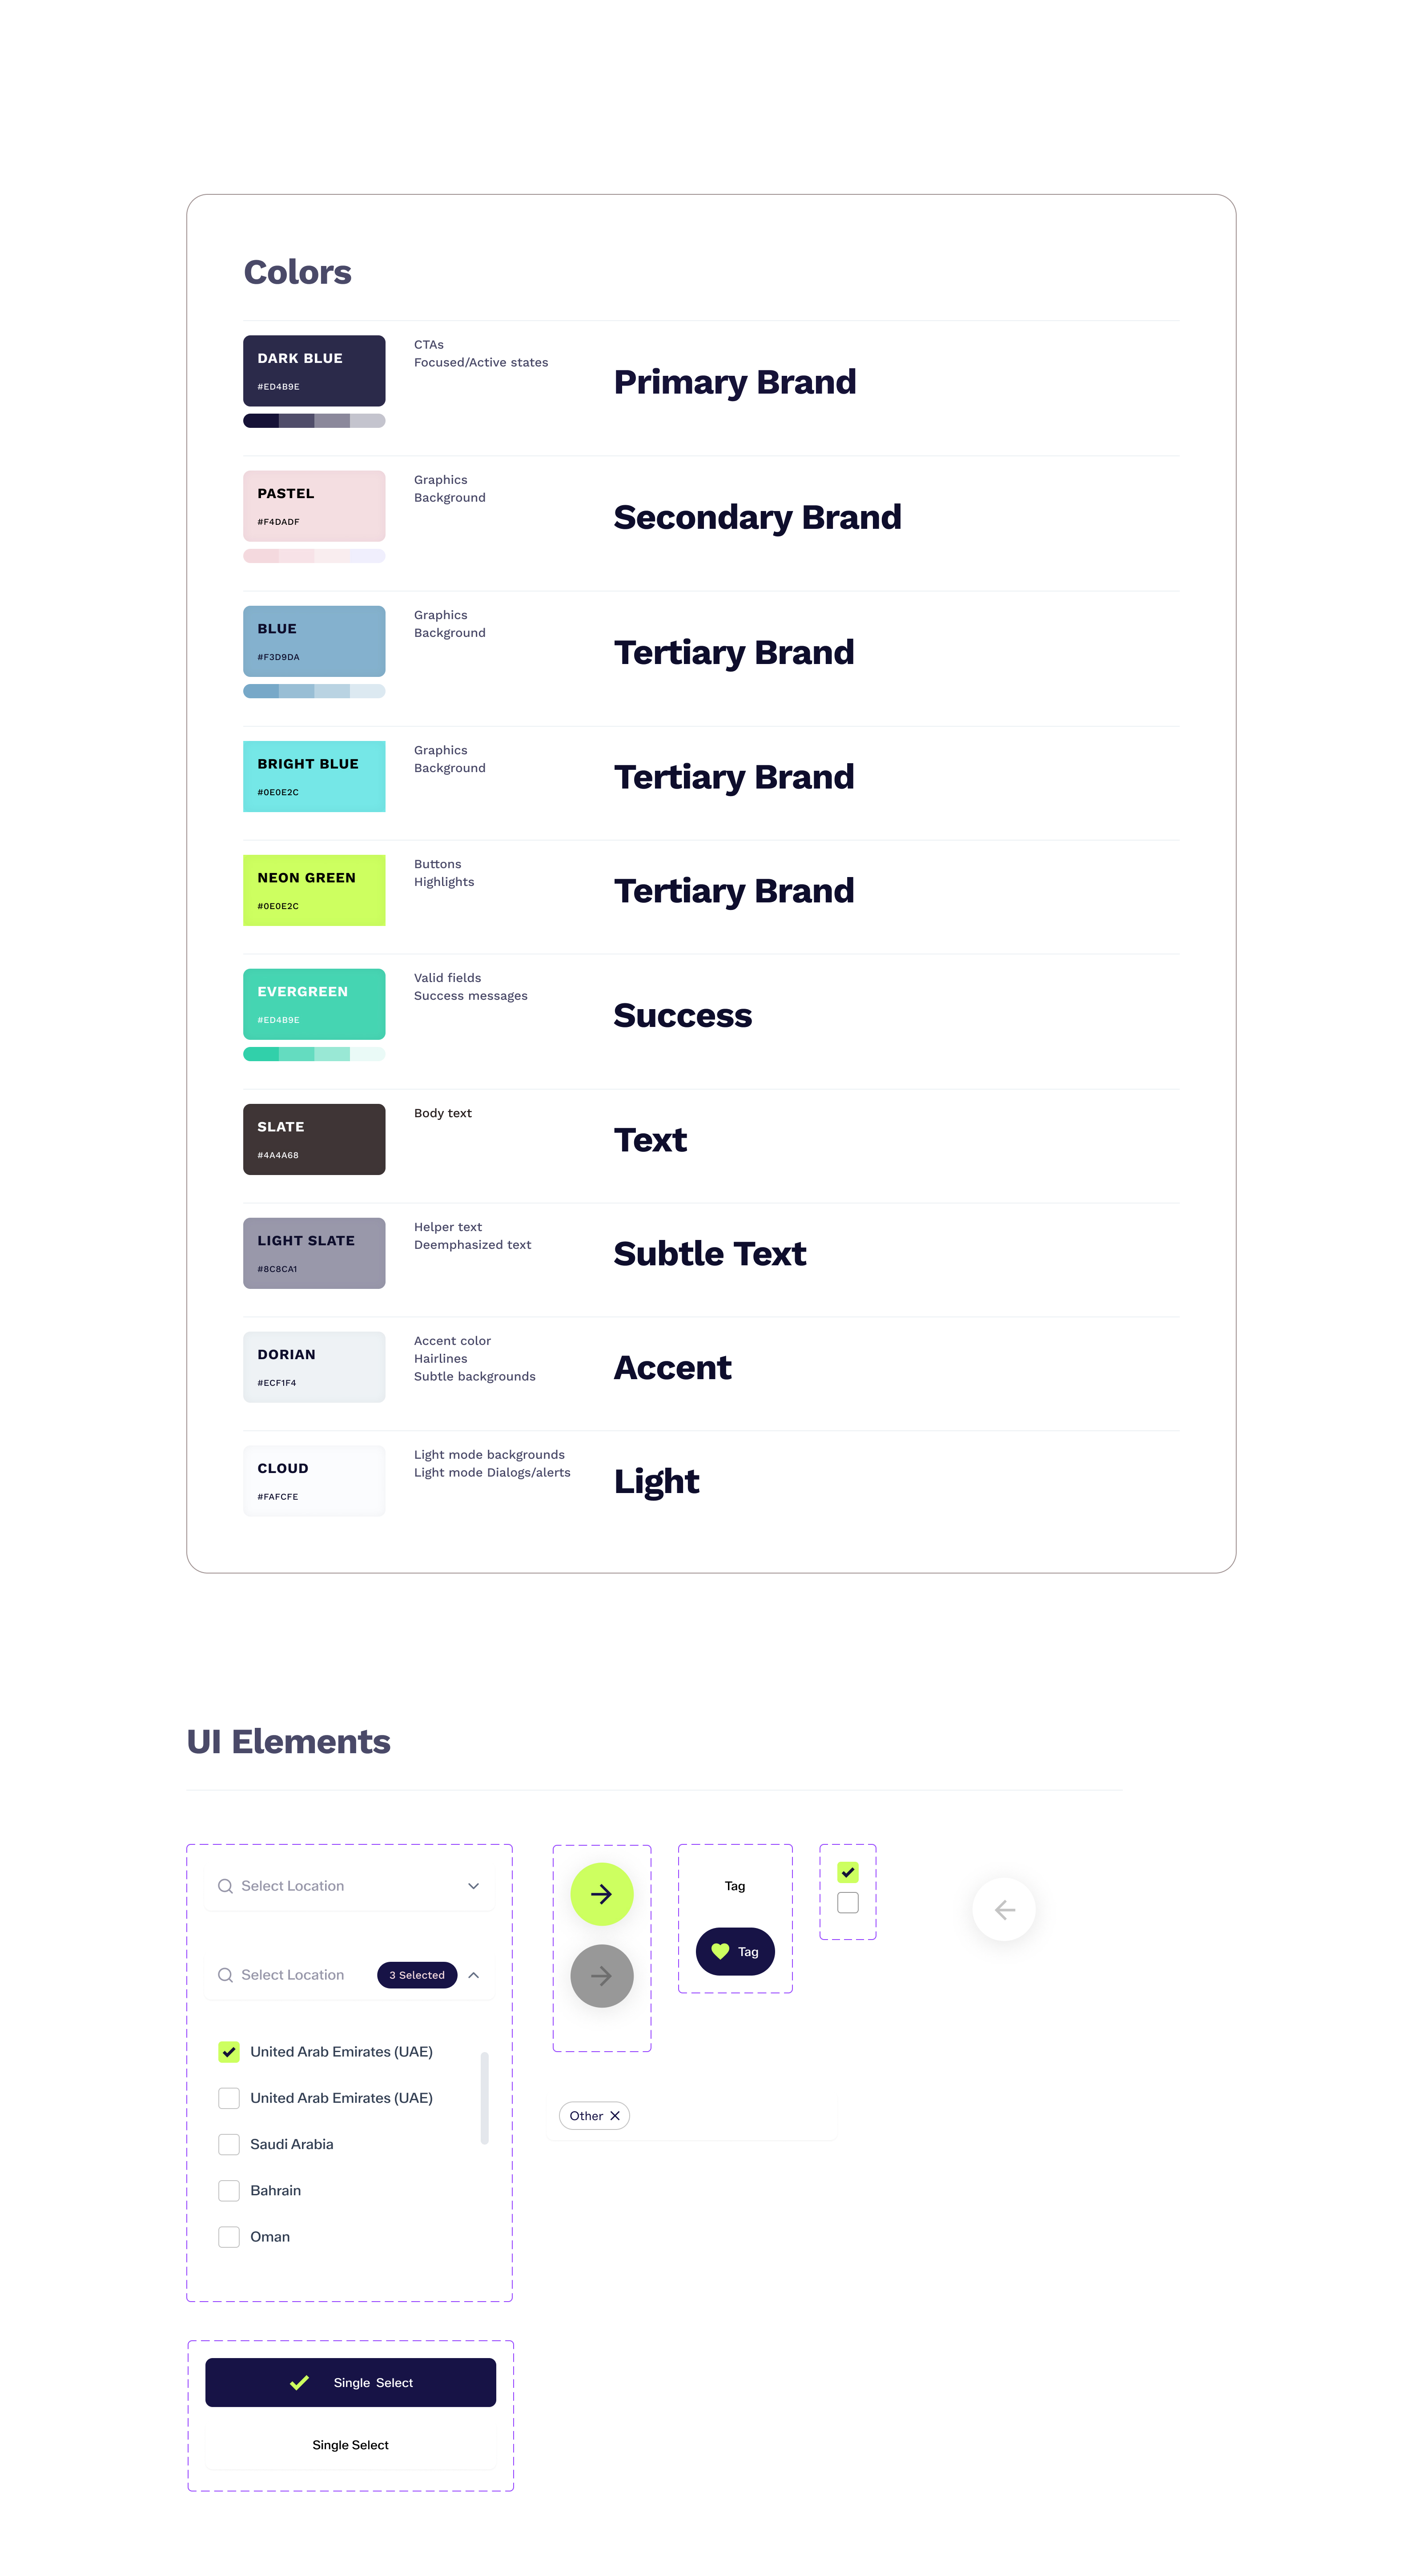 Colors
DARK BLUE
#ED4B9E
CTAs
Focused/Active states
Primary Brand
PASTEL
#F4DADF
Graphics
Background
Secondary Brand
BLUE
#F3D9DA
Graphics
Background
Tertiary Brand
BRIGHT BLUE
#0E0E2C
Graphics
Background
Tertiary Brand
NEON GREEN
#0E0E2C
Buttons
Highlights
Tertiary Brand
EVERGREEN
#ED4B9E
Valid fields
Success messages
Success
SLATE
#4A4A68
Body text
Text
LIGHT SLATE
#8C8CA1
Helper text
Deemphasized text
Subtle Text
DORIAN
#ECF1F4
Accent color
Hairlines
Subtle backgrounds
Accent
CLOUD
#FAFCFE
Light mode backgrounds
Light mode Dialogs/alerts
Light
UI Elements
Select Location
Select Location
3 Selected
United Arab Emirates (UAE)
United Arab Emirates (UAE)
Saudi Arabia
Bahrain
Oman
Tag
Tag
Other
Single Select
Single Select